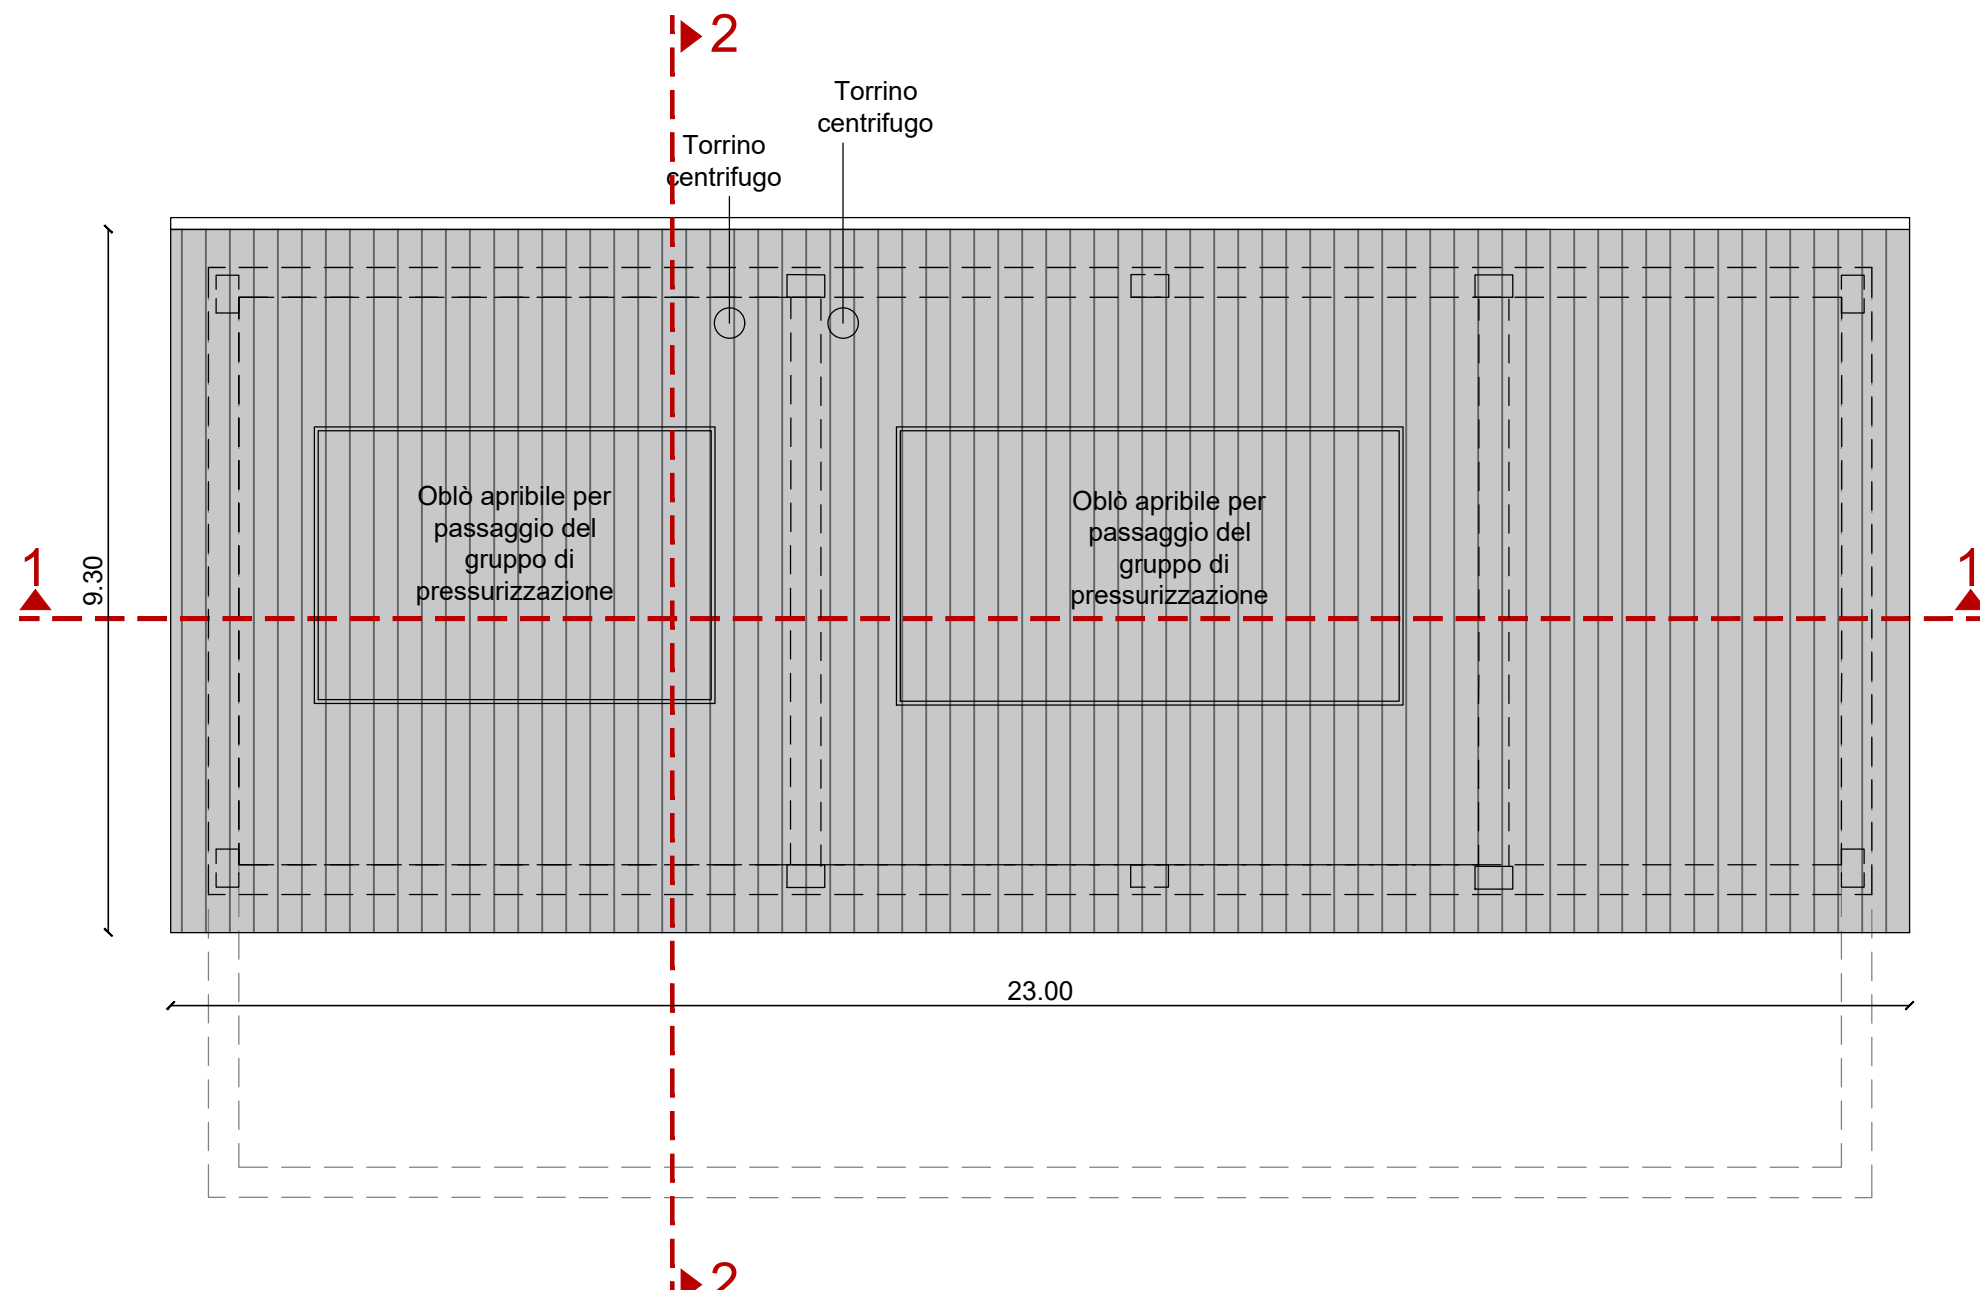 2
Torrino
centrifugo
Torrino
centrifugo
Oblò apribile per
passaggio del
gruppo di
pressurizzazione
Oblò apribile per
passaggio del
gruppo di
pressurizzazione
1
9.30
1
23.00
2